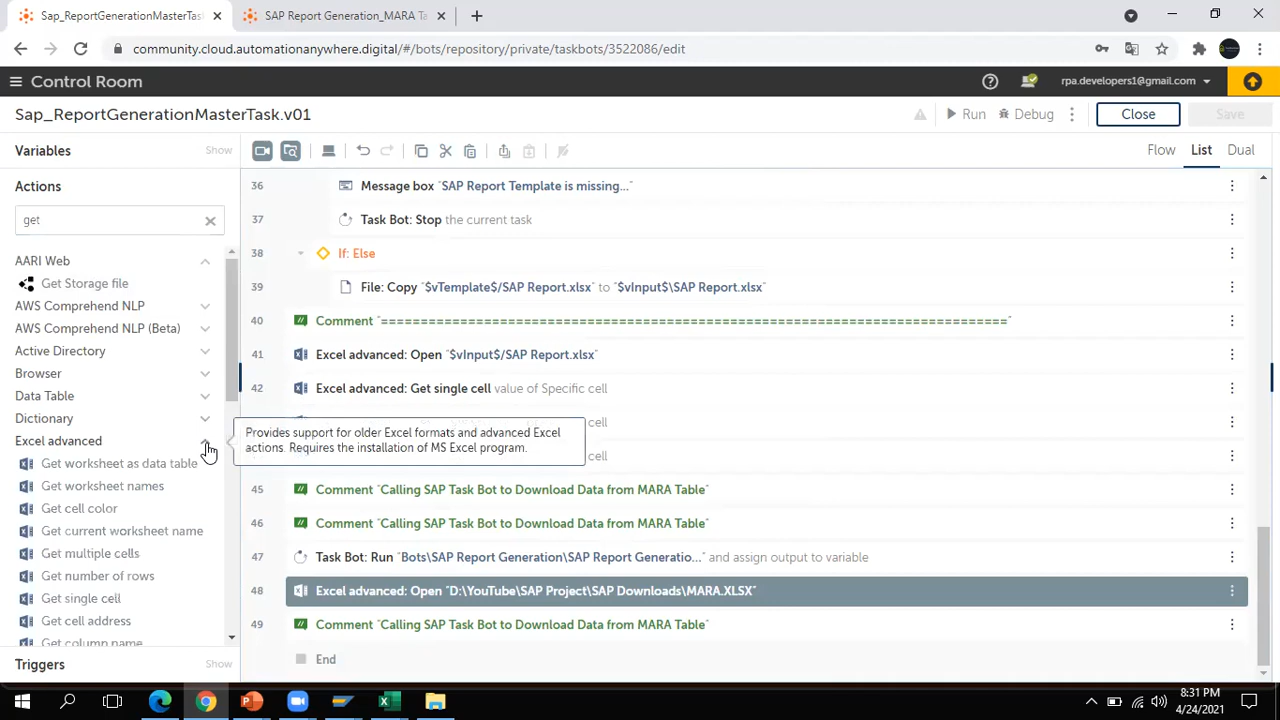 Sap_ReportGenerationMasterTas
SAP Report Generation_MARA T
community.cloud.automationanywhere.digital/#/bots/repository/private/taskbots/3522086/edit
Control Room
rpa.developers1@gmail.com
Sap_ReportGenerationMasterTask.v01
Run
Debug
Close
Save
Variables
Show
Flow
List
Dual
Actions
get
AARI Web
Get Storage file
AWS Comprehend NLP
AWS Comprehend NLP (Beta)
Active Directory
Browser
Data Table
Dictionary
Excel advanced
Get worksheet as data table
Get worksheet names
Get cell color
Get current worksheet name
Get multiple cells
Get number of rows
Get single cell
Get cell address
Get column name
Triggers
Show
36 Message box "SAP Report Template is missing..."
37 Task Bot: Stop the current task
38 If: Else
39 File: Copy "$vTemplate$/SAP Report.xlsx" to "$vInput$\SAP Report.xlsx"
40 Comment "=============================================================================="
41 Excel advanced: Open "$vInput$/SAP Report.xlsx"
42 Excel advanced: Get single cell value of Specific cell
cell
Provides support for older Excel formats and advanced Excel
actions. Requires the installation of MS Excel program.
cell
45 Comment "Calling SAP Task Bot to Download Data from MARA Table"
46 Comment "Calling SAP Task Bot to Download Data from MARA Table"
47 Task Bot: Run "Bots\SAP Report Generation\SAP Report Generatio..." and assign output to variable
48 Excel advanced: Open "D:\YouTube\SAP Project\SAP Downloads\MARA.XLSX"
49 Comment "Calling SAP Task Bot to Download Data from MARA Table"
End
8:31 PM
4/24/2021